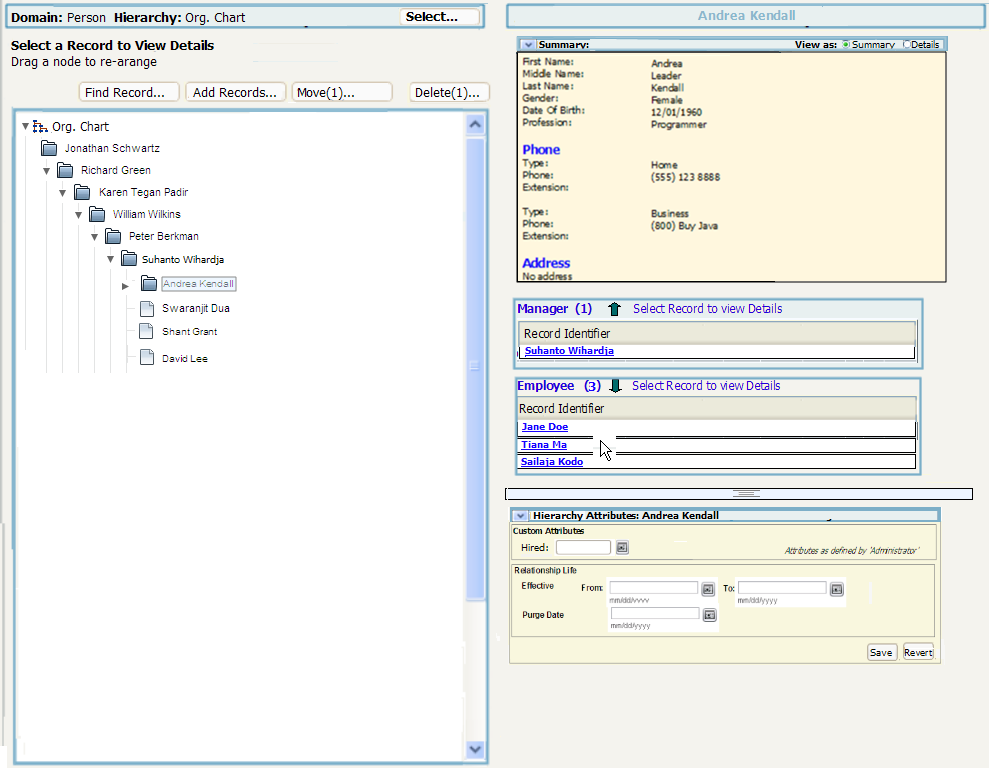 Domain: Person Hierarchy: Org. Chart Select...
Select a Record to View Details
Drag a node to re-arange
Find Record... Add Records... Move(1)... Delete(1)...
Org. Chart
Jonathan Schwartz
Richard Green
Karen Tegan Padir
William Wilkins
Peter Berkman
Suhanto Wihardja
Andrea Kendall
Swaranjit Dua
Shant Grant
David Lee
Andrea Kendall
Summary: View as: Summary Details
First Name: Andrea
Middle Name: Leader
Last Name: Kendall
Gender: Female
Date Of Birth: 12/01/1960
Profession: Programmer
Phone
Type: Home
Phone: (555) 123 8888
Extension:
Type: Business
Phone: (800) Buy Java
Extension:
Address
No address
Manager (1) Select Record to view Details
Record Identifier
Suhanto Wihardja
Employee (3) Select Record to view Details
Record Identifier
Jane Doe
Tiana Ma
Sailaja Kodo
Hierarchy Attributes: Andrea Kendall
Custom Attributes
Hired:
Attributes as defined by 'Administrator'
Relationship Life
Effective From: To:
mm/dd/yyyy mm/dd/yyyy
Purge Date
mm/dd/yyyy
Save Revert